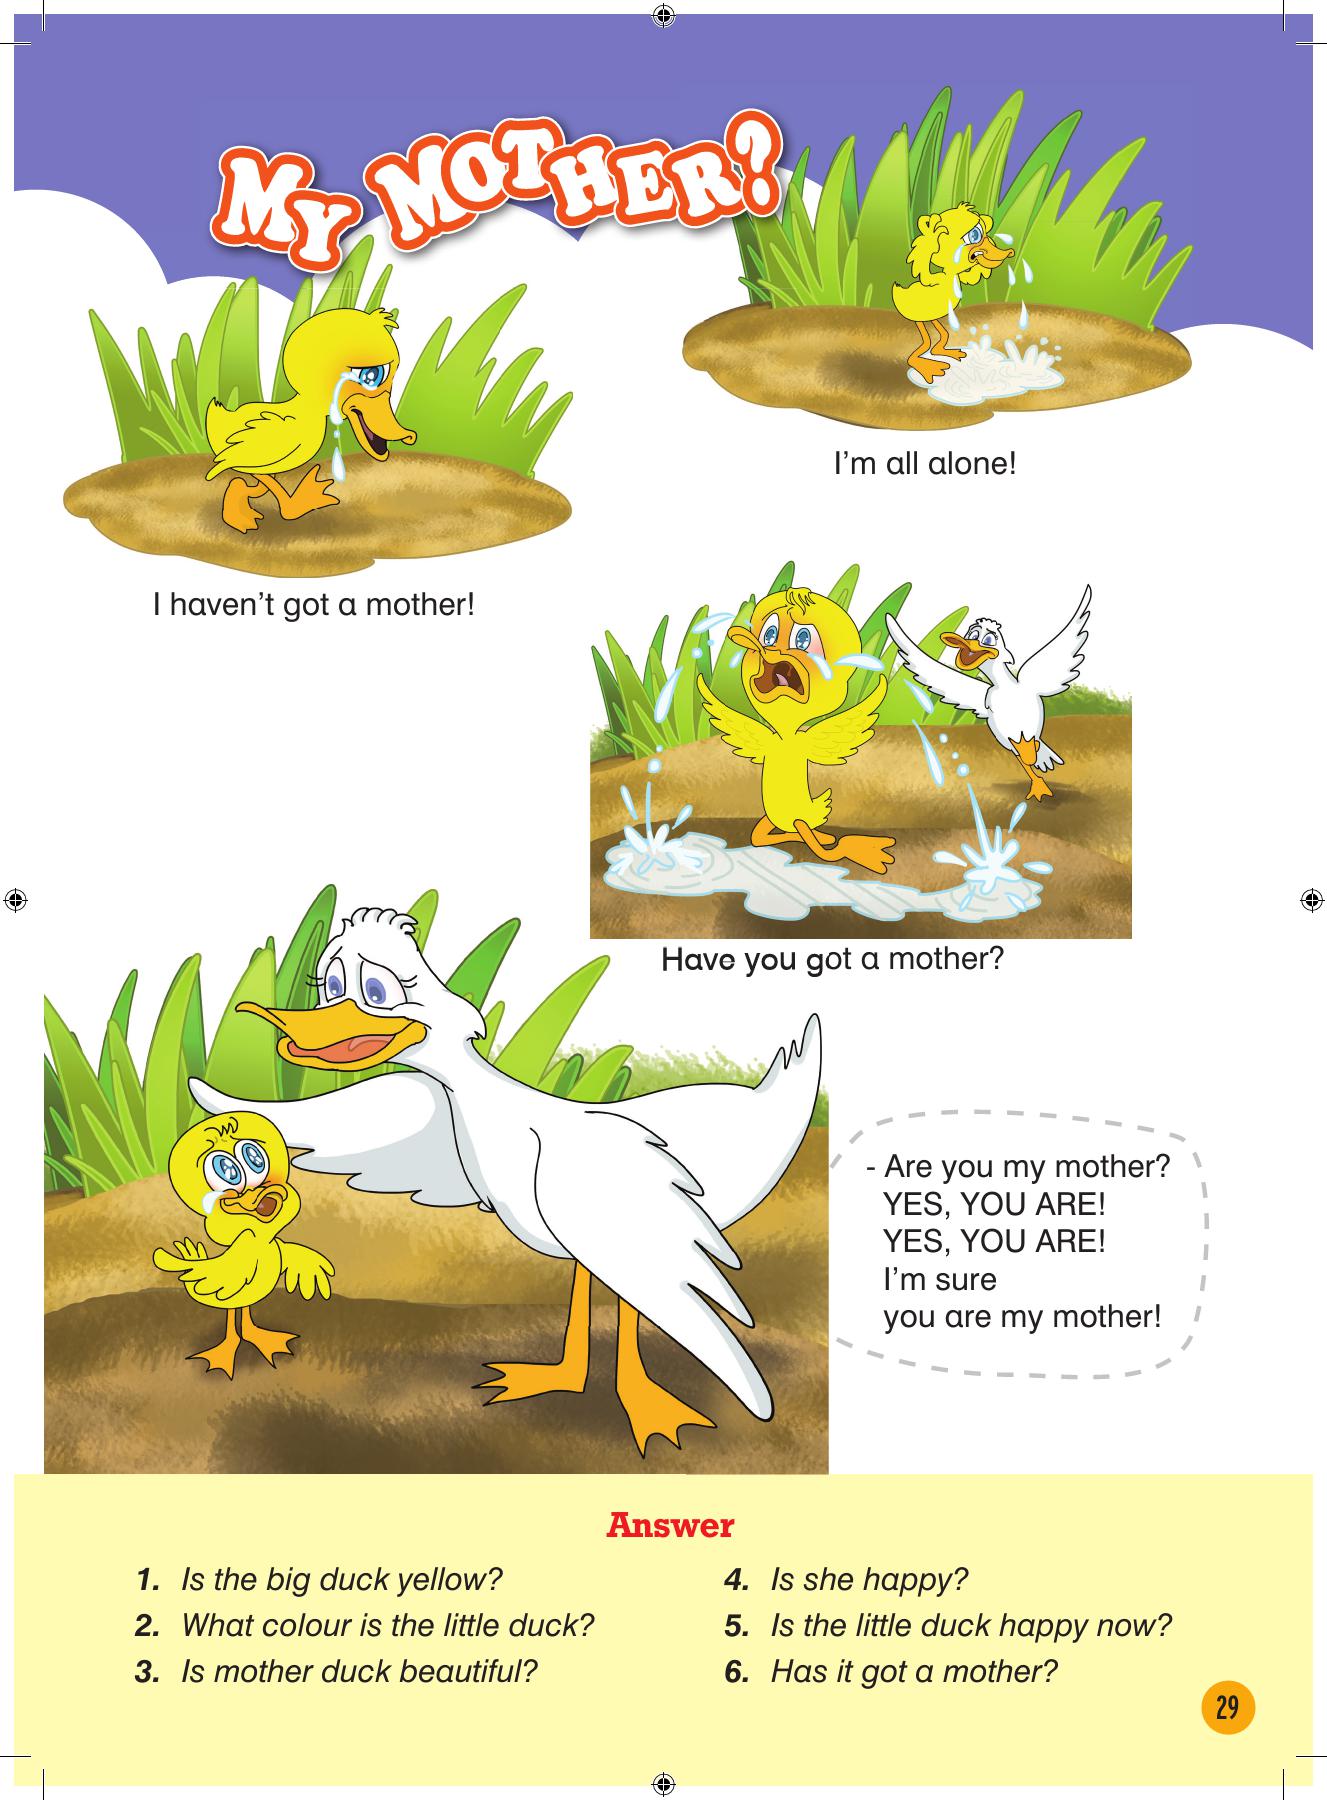 My MOTHER?
I'm all alone!
I haven't got a mother!
Have you got a mother?
- Are you my mother?
YES, YOU ARE!
YES, YOU ARE!
I'm sure
you are my mother!
Answer
1. Is the big duck yellow?
2. What colour is the little duck?
3. Is mother duck beautiful?
4. Is she happy?
5. Is the little duck happy now?
6. Has it got a mother?
29